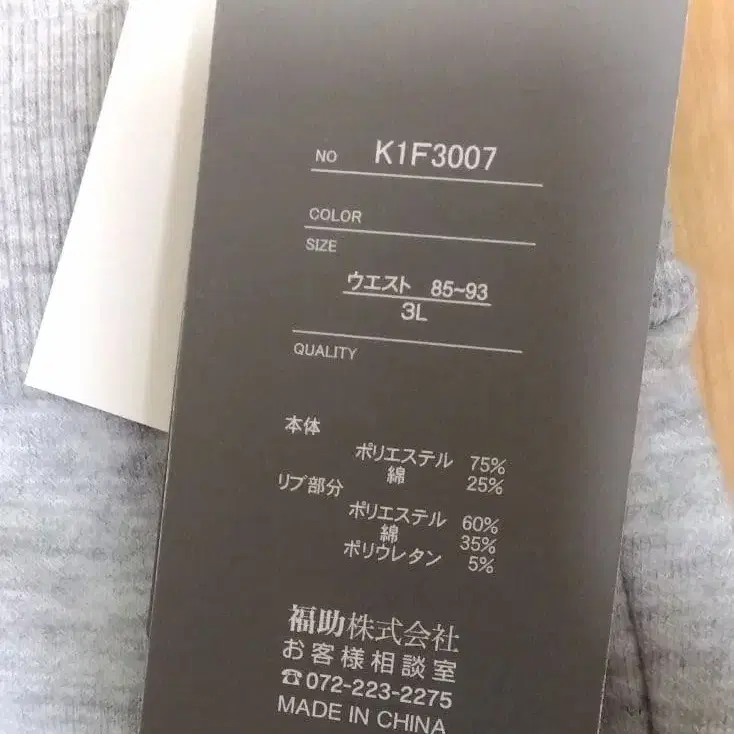 NO K1F3007
COLOR
SIZE
ウエスト 85~93
3L
QUALITY
本体
ポリエステル 75%
綿 25%
リブ部分
ポリエステル 60%
綿 35%
ポリウレタン 5%
福助株式会社
お客様相談室
☎072-223-2275
MADE IN CHINA